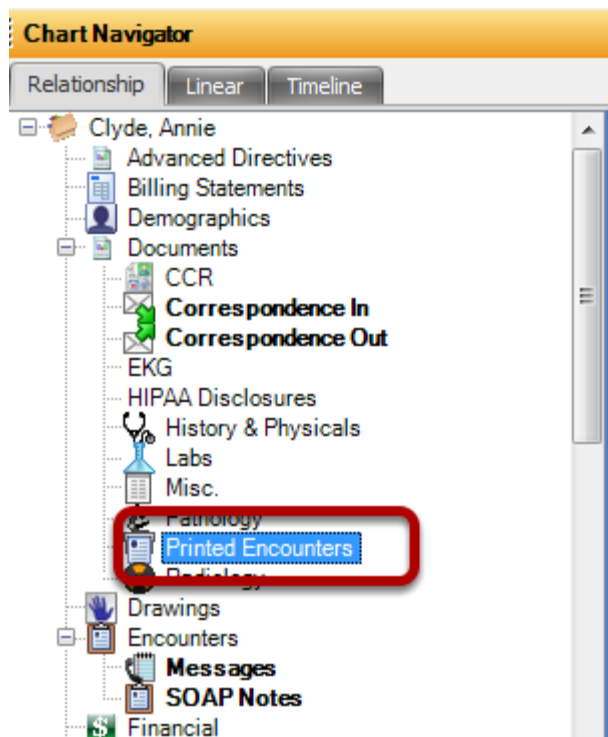 Chart Navigator
Relationship Linear Timeline
Clyde, Annie
Advanced Directives
Billing Statements
Demographics
Documents
CCR
Correspondence In
Correspondence Out
EKG
HIPAA Disclosures
History & Physicals
Labs
Misc.
Pathology
Printed Encounters
Radiology
Drawings
Encounters
Messages
SOAP Notes
Financial